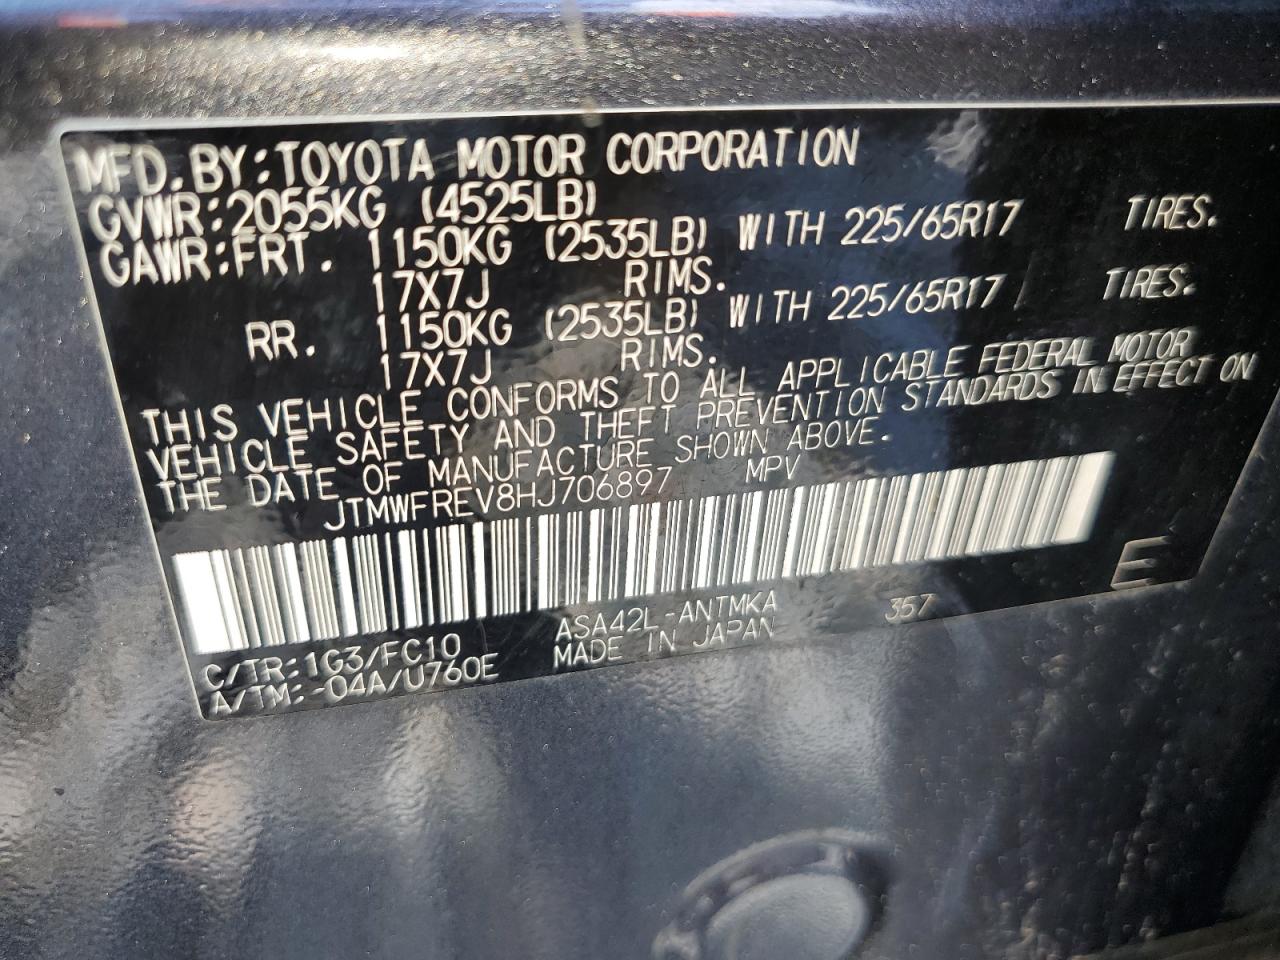 MFD. BY: TOYOTA MOTOR CORPORATION
GVWR: 2055KG (4525LB)
GAWR: FRT. 1150KG (2535LB) WITH 225/65R17 TIRES.
17X7J RIMS.
RR. 1150KG (2535LB) WITH 225/65R17 TIRES.
17X7J RIMS.
THIS VEHICLE CONFORMS TO ALL APPLICABLE FEDERAL MOTOR
VEHICLE SAFETY AND THEFT PREVENTION STANDARDS IN EFFECT ON
THE DATE OF MANUFACTURE SHOWN ABOVE.
JTMWFREV8HJ706897 MPV
C/TR: 1G3/FC10 ASA42L-ANTMKA 357 E
A/TM: -04A/U760E MADE IN JAPAN